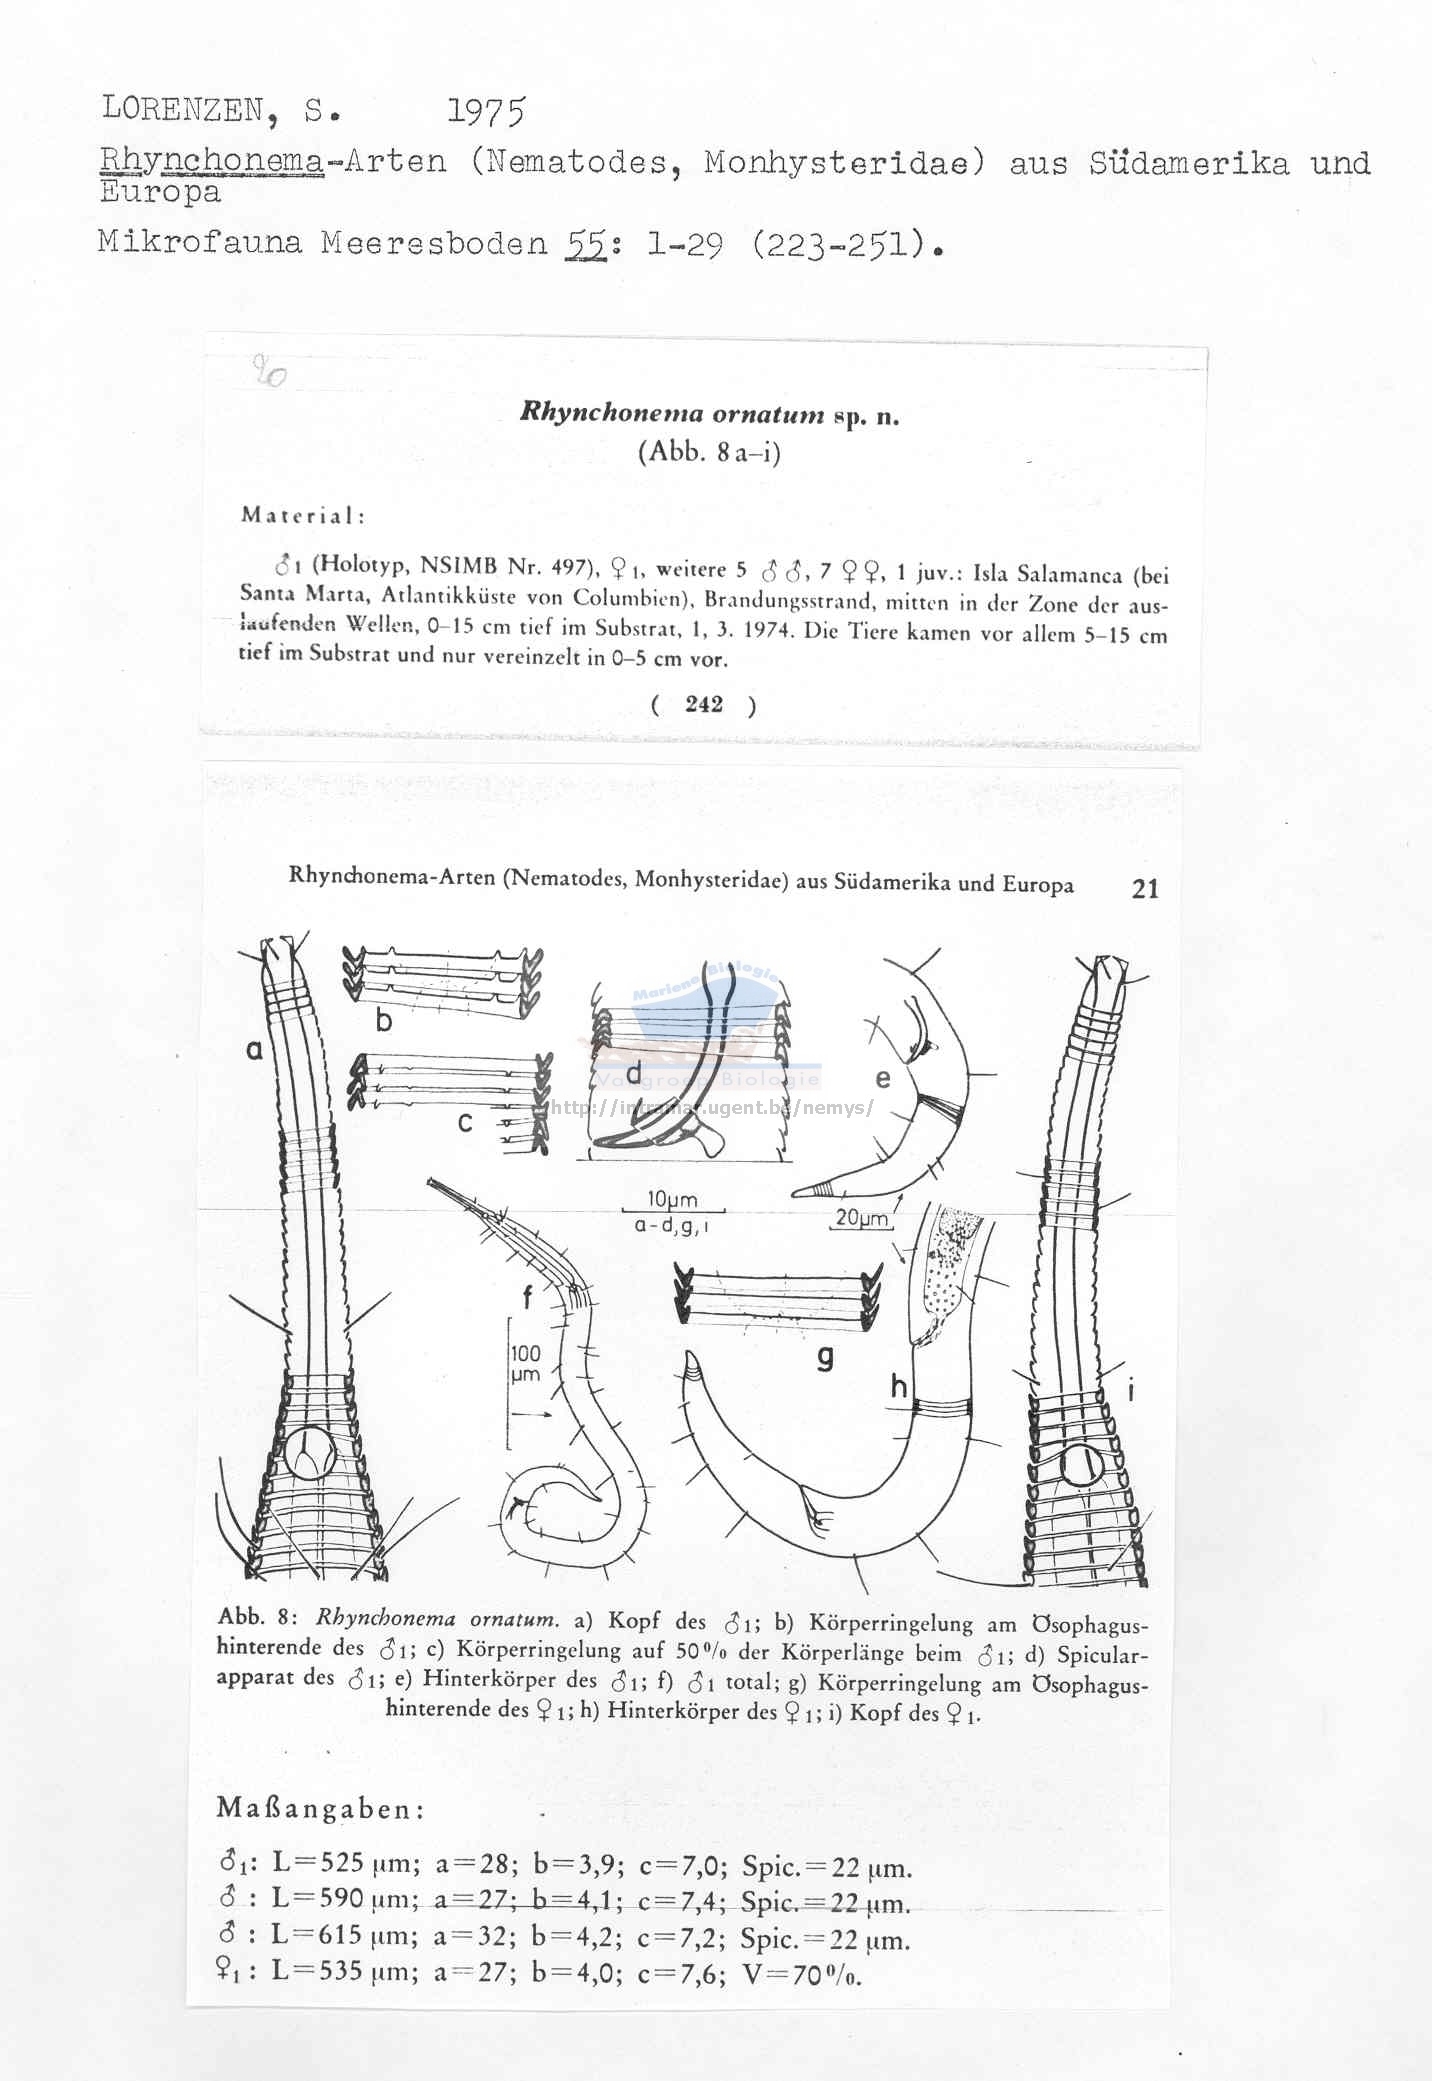 LORENZEN, S. 1975
Rhynchonema-Arten (Nematodes, Monhysteridae) aus Südamerika und
Europa
Mikrofauna Meeresboden 55: 1-29 (223-251).
Rhynchonema ornatum sp. n.
(Abb. 8 a–i)
Material:
♂1 (Holotyp, NSIMB Nr. 497), ♀1, weitere 5 ♂♂, 7 ♀♀, 1 juv.: Isla Salamanca (bei
Santa Marta, Atlantikküste von Columbien), Brandungsstrand, mitten in der Zone der aus-
laufenden Wellen, 0–15 cm tief im Substrat, 1, 3. 1974. Die Tiere kamen vor allem 5–15 cm
tief im Substrat und nur vereinzelt in 0–5 cm vor.
( 242 )
Rhynchonema-Arten (Nematodes, Monhysteridae) aus Südamerika und Europa 21
a
b
c
d
e
Mariene Biologie
Vakgroep Biologie
http://intramar.ugent.be/nemys/
10µm
a-d,g,i
20µm
f
100
µm
g
h
i
Abb. 8: Rhynchonema ornatum. a) Kopf des ♂1; b) Körperringelung am Ösophagus-
hinterende des ♂1; c) Körperringelung auf 50% der Körperlänge beim ♂1; d) Spicular-
apparat des ♂1; e) Hinterkörper des ♂1; f) ♂1 total; g) Körperringelung am Ösophagus-
hinterende des ♀1; h) Hinterkörper des ♀1; i) Kopf des ♀1.
Maßangaben:
♂1: L=525 µm; a=28; b=3,9; c=7,0; Spic.=22 µm.
♂ : L=590 µm; a=27; b=4,1; c=7,4; Spic.=22 µm.
♂ : L=615 µm; a=32; b=4,2; c=7,2; Spic.=22 µm.
♀1: L=535 µm; a=27; b=4,0; c=7,6; V=70%.